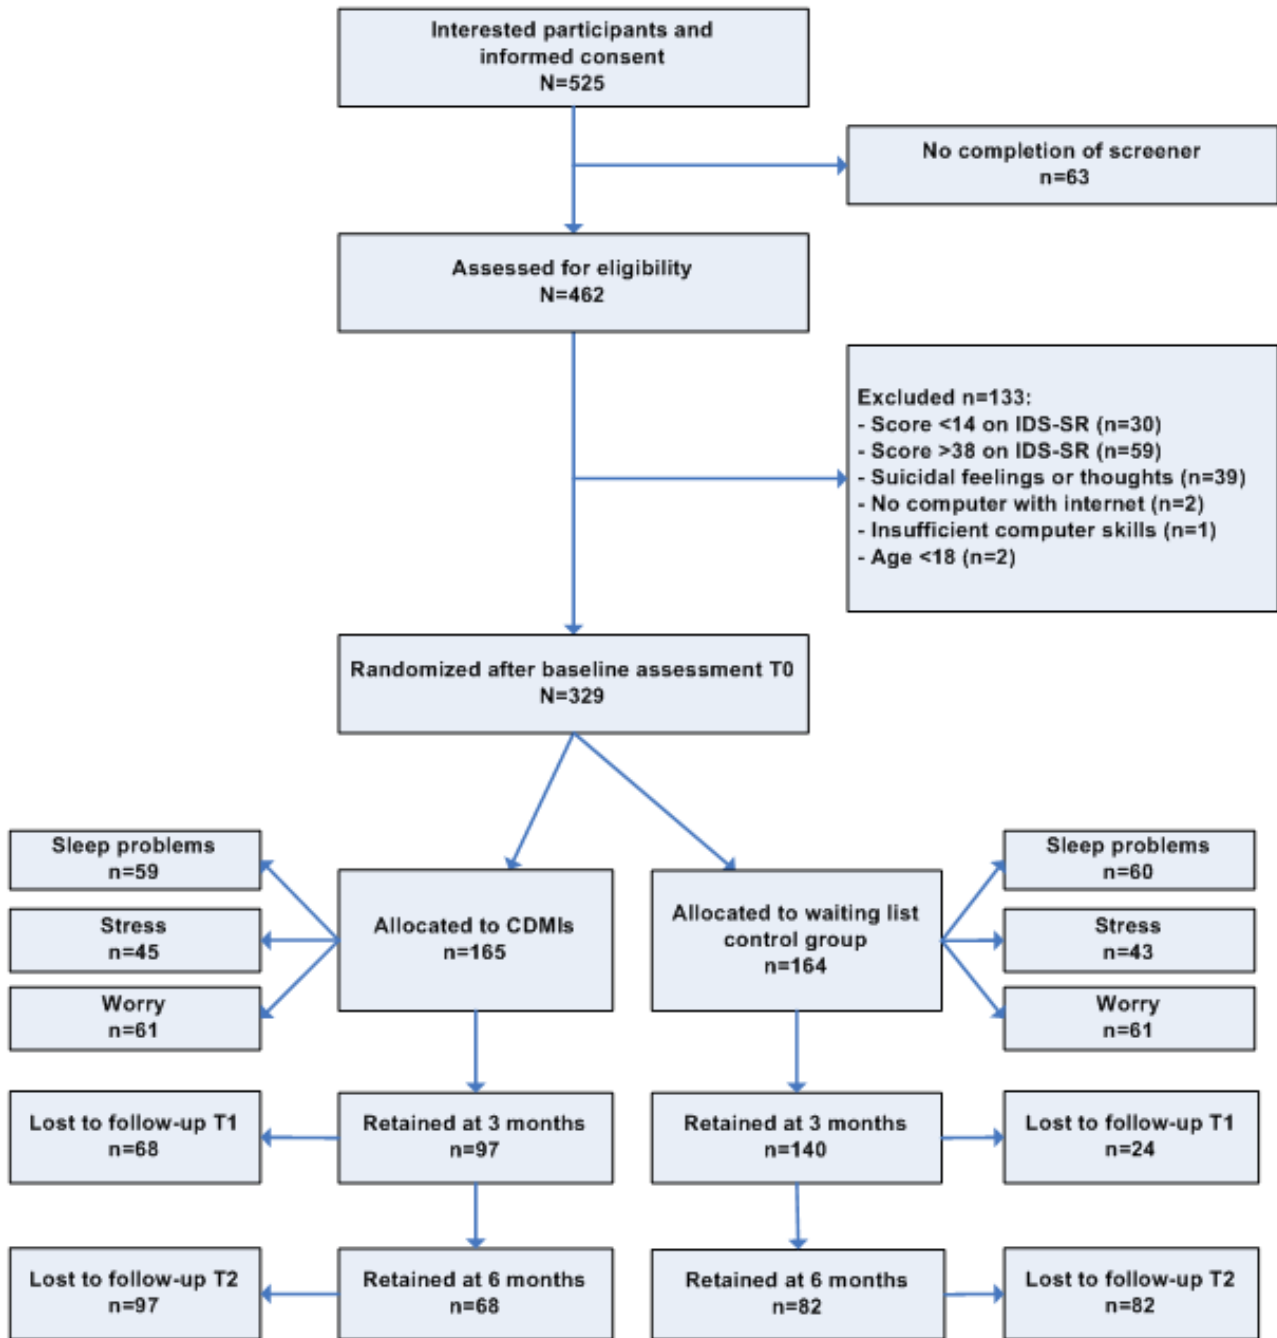 Interested participants and
informed consent
N=525
No completion of screener
n=63
Assessed for eligibility
N=462
Excluded n=133:
- Score <14 on IDS-SR (n=30)
- Score >38 on IDS-SR (n=59)
- Suicidal feelings or thoughts (n=39)
- No computer with internet (n=2)
- Insufficient computer skills (n=1)
- Age <18 (n=2)
Randomized after baseline assessment T0
N=329
Sleep problems
n=59
Stress
n=45
Worry
n=61
Allocated to CDMIs
n=165
Allocated to waiting list
control group
n=164
Sleep problems
n=60
Stress
n=43
Worry
n=61
Lost to follow-up T1
n=68
Retained at 3 months
n=97
Retained at 3 months
n=140
Lost to follow-up T1
n=24
Lost to follow-up T2
n=97
Retained at 6 months
n=68
Retained at 6 months
n=82
Lost to follow-up T2
n=82